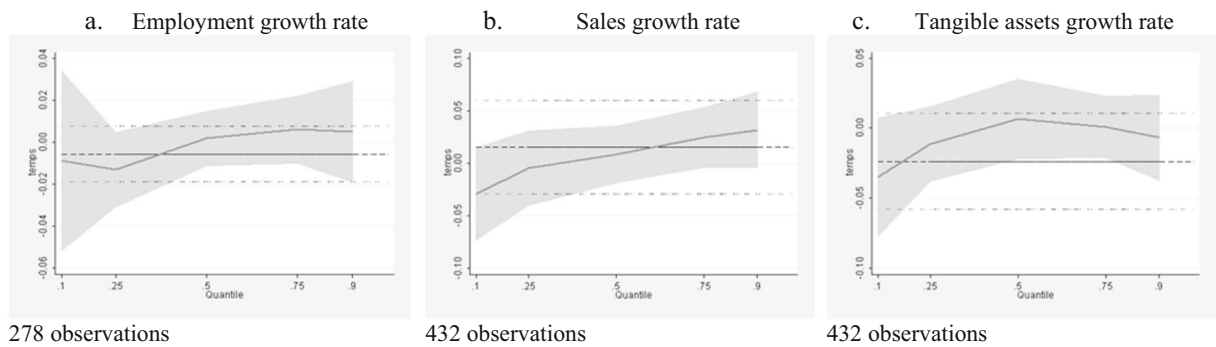 a. Employment growth rate
b. Sales growth rate
c. Tangible assets growth rate
0.04
0.02
0.00
-0.02
-0.04
-0.06
temps
.1 .25 .5 .75 .9
Quantile
0.10
0.05
0.00
-0.05
-0.10
temps
.1 .25 .5 .75 .9
Quantile
0.05
0.00
-0.05
-0.10
temps
.1 .25 .5 .75 .9
Quantile
278 observations
432 observations
432 observations